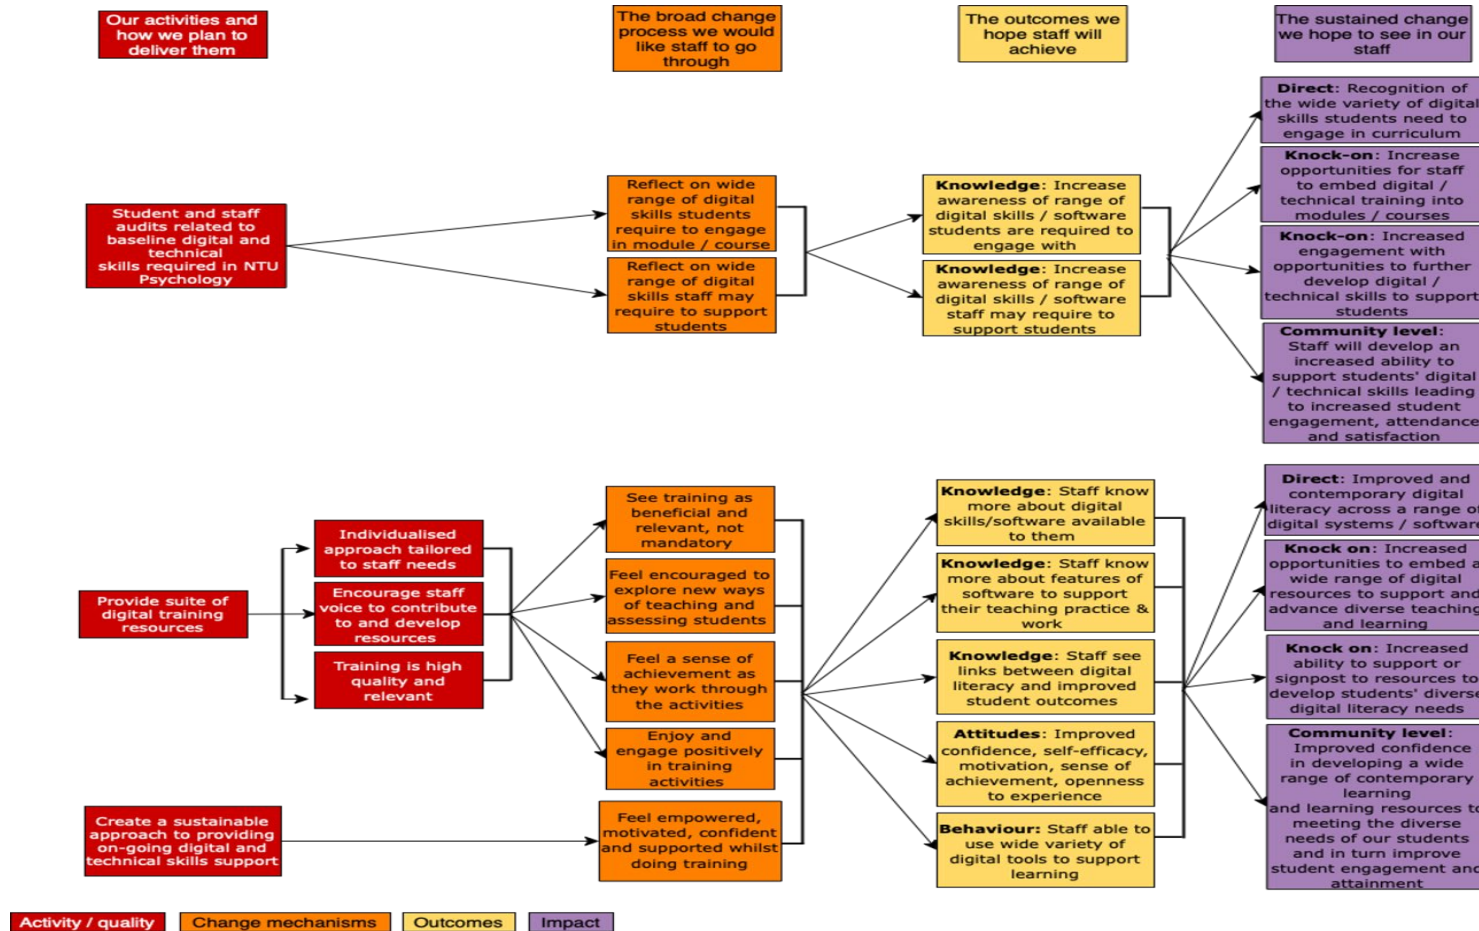 Our activities and
how we plan to
deliver them
The broad change
process we would
like staff to go
through
The outcomes we
hope staff will
achieve
The sustained change
we hope to see in our
staff
Student and staff
audits related to
baseline digital and
technical
skills required in NTU
Psychology
Reflect on wide
range of digital
skills students
require to engage
in module / course
Reflect on wide
range of digital
skills staff may
require to support
students
Knowledge: Increase
awareness of range of
digital skills / software
students are required to
engage with
Knowledge: Increase
awareness of range of
digital skills / software
staff may require to
support students
Direct: Recognition of
the wide variety of digital
skills students need to
engage in curriculum
Knock-on: Increase
opportunities for staff
to embed digital /
technical training into
modules / courses
Knock-on: Increased
engagement with
opportunities to further
develop digital /
technical skills to support
students
Community level:
Staff will develop an
increased ability to
support students' digital
/ technical skills leading
to increased student
engagement, attendance
and satisfaction
Provide suite of
digital training
resources
Individualised
approach tailored
to staff needs
Encourage staff
voice to contribute
to and develop
resources
Training is high
quality and
relevant
See training as
beneficial and
relevant, not
mandatory
Feel encouraged to
explore new ways
of teaching and
assessing students
Feel a sense of
achievement as
they work through
the activities
Enjoy and
engage positively
in training
activities
Create a sustainable
approach to providing
on-going digital and
technical skills support
Feel empowered,
motivated, confident
and supported whilst
doing training
Knowledge: Staff know
more about digital
skills/software available
to them
Knowledge: Staff know
more about features of
software to support
their teaching practice &
work
Knowledge: Staff see
links between digital
literacy and improved
student outcomes
Attitudes: Improved
confidence, self-efficacy,
motivation, sense of
achievement, openness
to experience
Behaviour: Staff able to
use wide variety of
digital tools to support
learning
Direct: Improved and
contemporary digital
literacy across a range of
digital systems / software
Knock on: Increased
opportunities to embed a
wide range of digital
resources to support and
advance diverse teaching
and learning
Knock on: Increased
ability to support or
signpost to resources to
develop students' diverse
digital literacy needs
Community level:
Improved confidence
in developing a wide
range of contemporary
learning
and learning resources to
meeting the diverse
needs of our students
and in turn improve
student engagement and
attainment
Activity / quality
Change mechanisms
Outcomes
Impact